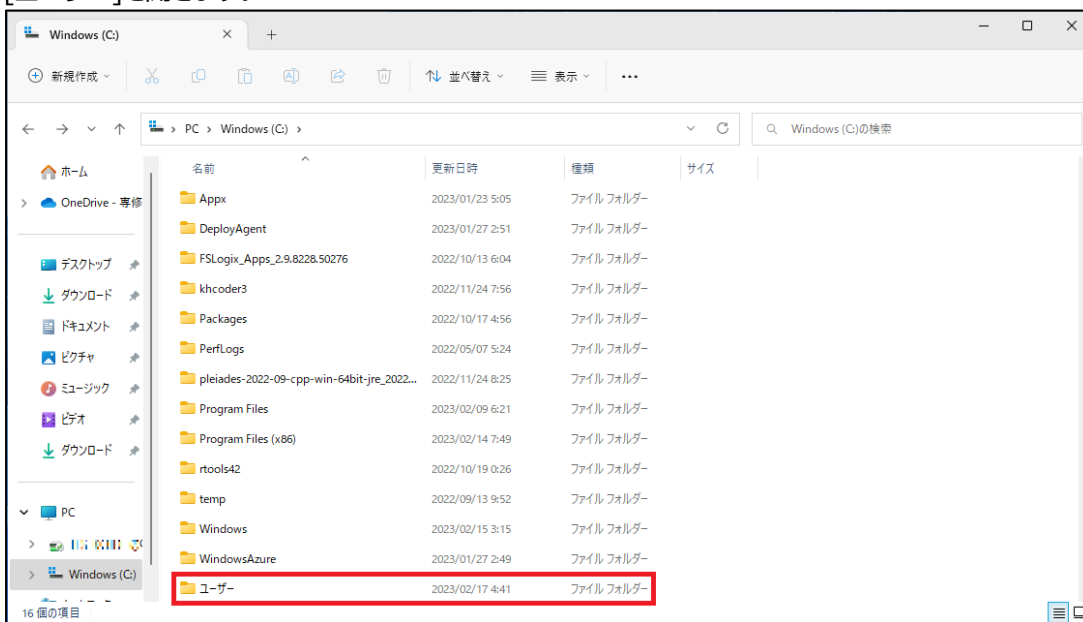 Windows (C:)
新規作成
並べ替え
表示
PC > Windows (C:) >
Windows (C:)の検索
ホーム
OneDrive - 専修
デスクトップ
ダウンロード
ドキュメント
ピクチャ
ミュージック
ビデオ
ダウンロード
PC
Windows (C:)
名前 更新日時 種類 サイズ
Appx 2023/01/23 5:05 ファイル フォルダー
DeployAgent 2023/01/27 2:51 ファイル フォルダー
FSLogix_Apps_2.9.8228.50276 2022/10/13 6:04 ファイル フォルダー
khcoder3 2022/11/24 7:56 ファイル フォルダー
Packages 2022/10/17 4:56 ファイル フォルダー
PerfLogs 2022/05/07 5:24 ファイル フォルダー
pleiades-2022-09-cpp-win-64bit-jre_2022... 2022/11/24 8:25 ファイル フォルダー
Program Files 2023/02/09 6:21 ファイル フォルダー
Program Files (x86) 2023/02/14 7:49 ファイル フォルダー
rtools42 2022/10/19 0:26 ファイル フォルダー
temp 2022/09/13 9:52 ファイル フォルダー
Windows 2023/02/15 3:15 ファイル フォルダー
WindowsAzure 2023/01/27 2:49 ファイル フォルダー
ユーザー 2023/02/17 4:41 ファイル フォルダー
16 個の項目